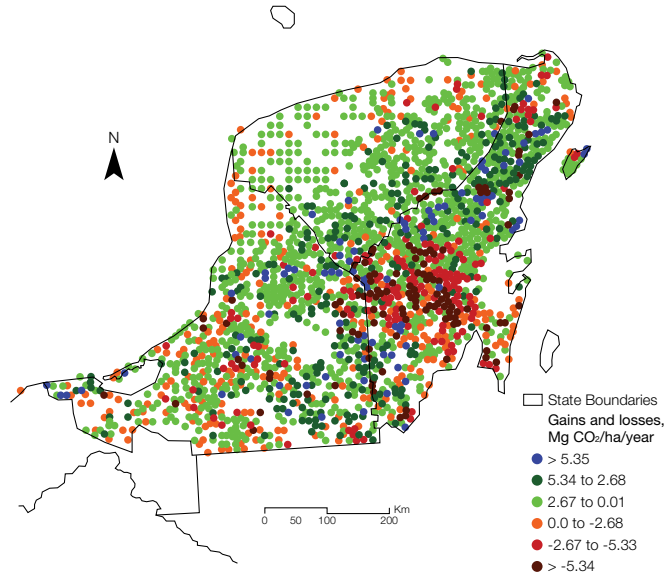 N
State Boundaries
Gains and losses,
Mg CO₂/ha/year
> 5.35
5.34 to 2.68
2.67 to 0.01
0.0 to -2.68
-2.67 to -5.33
> -5.34
Km
0 50 100 200